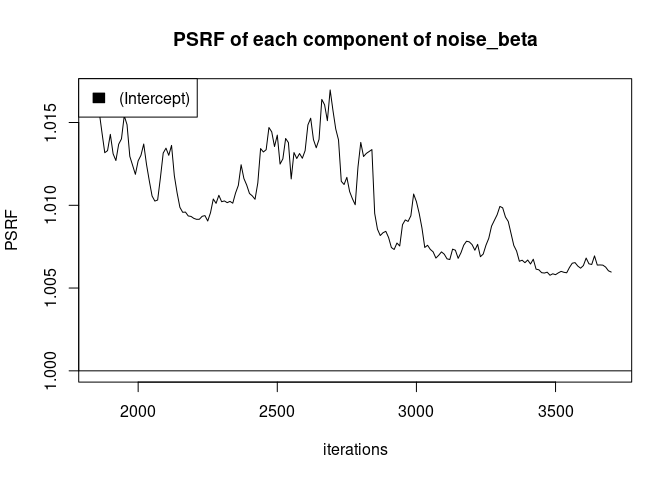 PSRF of each component of noise_beta
(Intercept)
PSRF
1.015
1.010
1.005
1.000
2000 2500 3000 3500
iterations